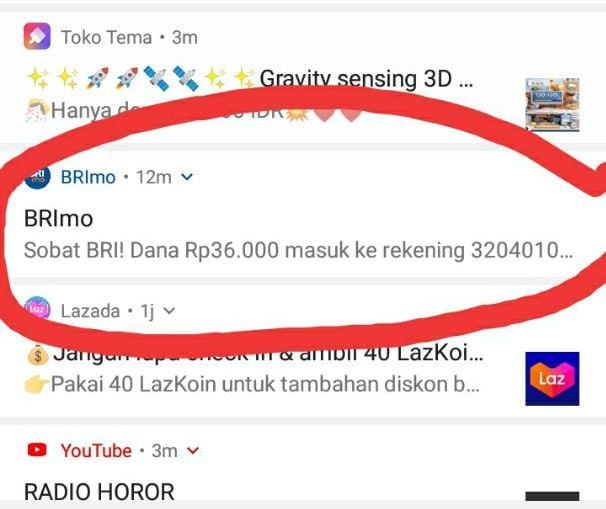 Toko Tema • 3m
Gravity sensing 3D ...
Hanya IDR
BRI
mo
BRImo • 12m
BRImo
Sobat BRI! Dana Rp36.000 masuk ke rekening 3204010...
Laz
Lazada • 1j
Jangan lupa check in & ambil 40 LazKoi...
Laz
Pakai 40 LazKoin untuk tambahan diskon b...
YouTube • 3m
RADIO HOROR